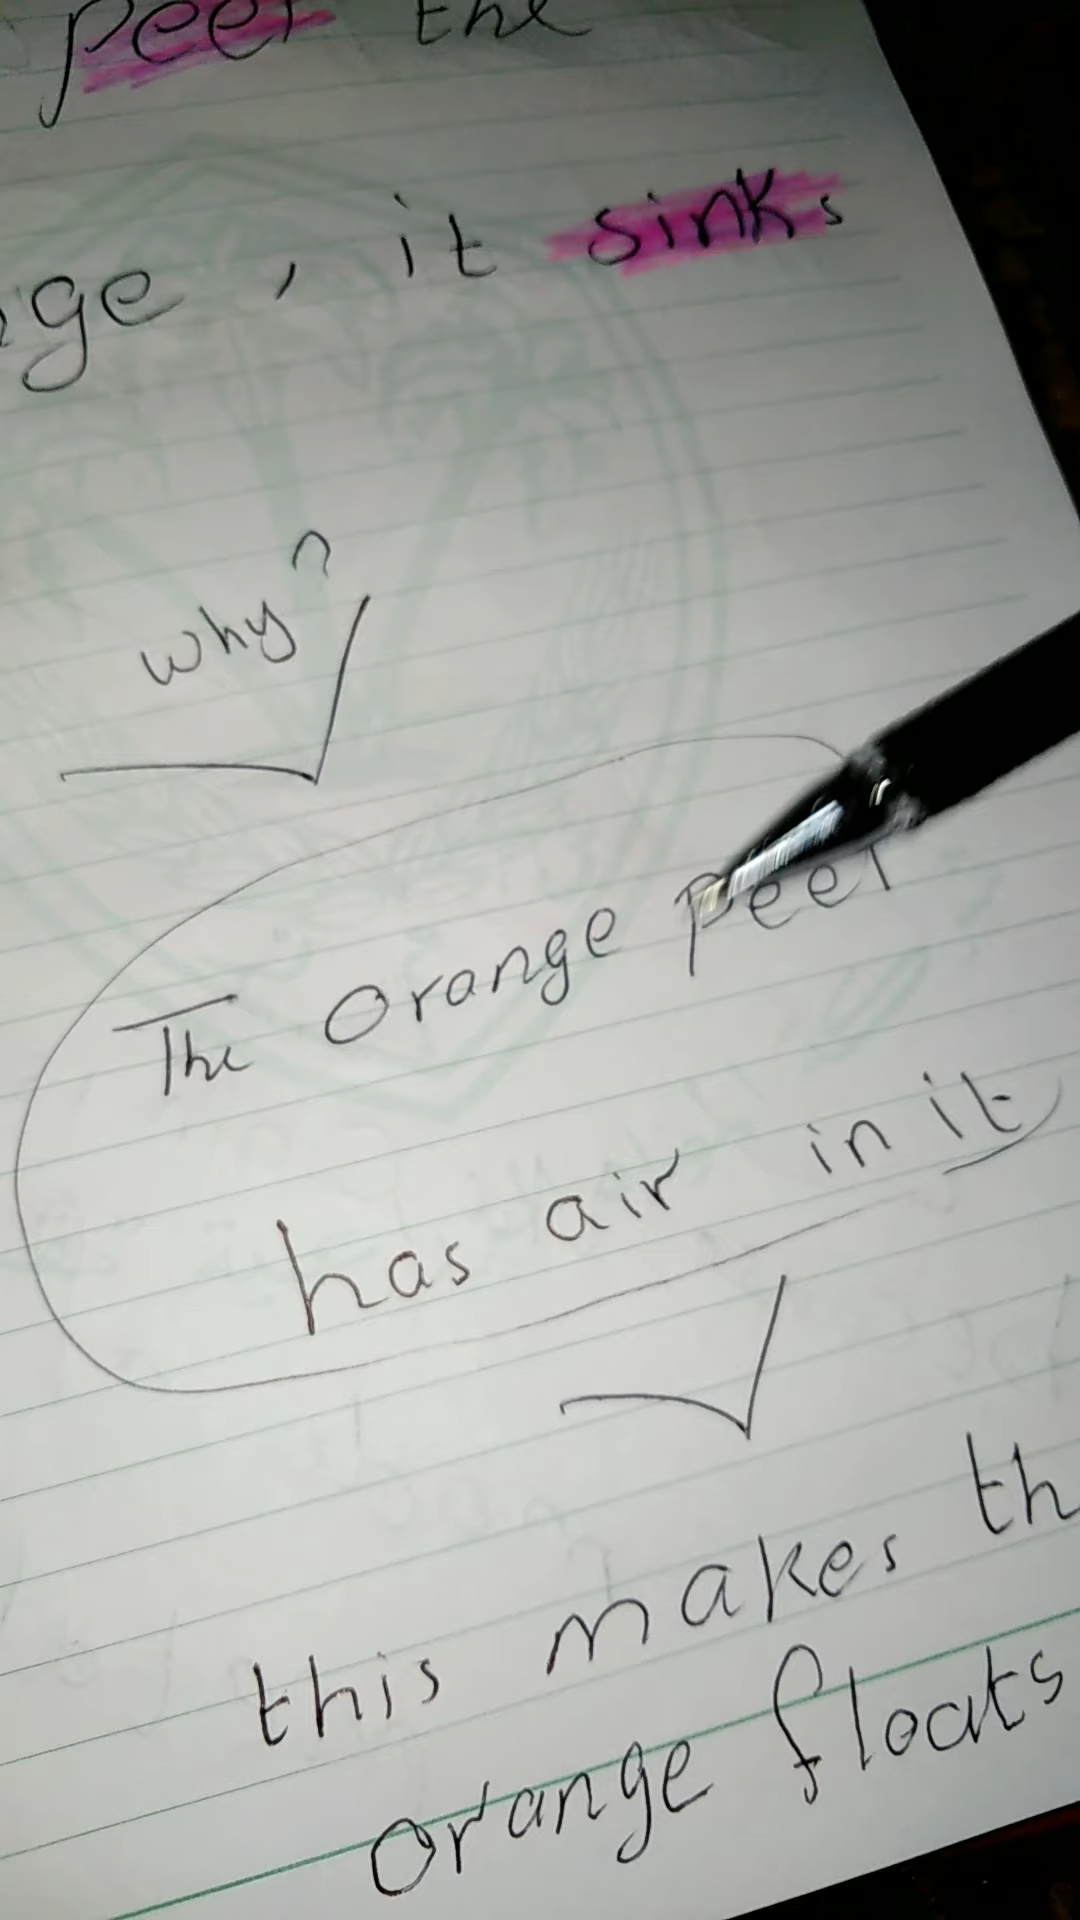 peel the
ge, it sinks
why?
The orange peel
has air in it
this makes th
orange floats